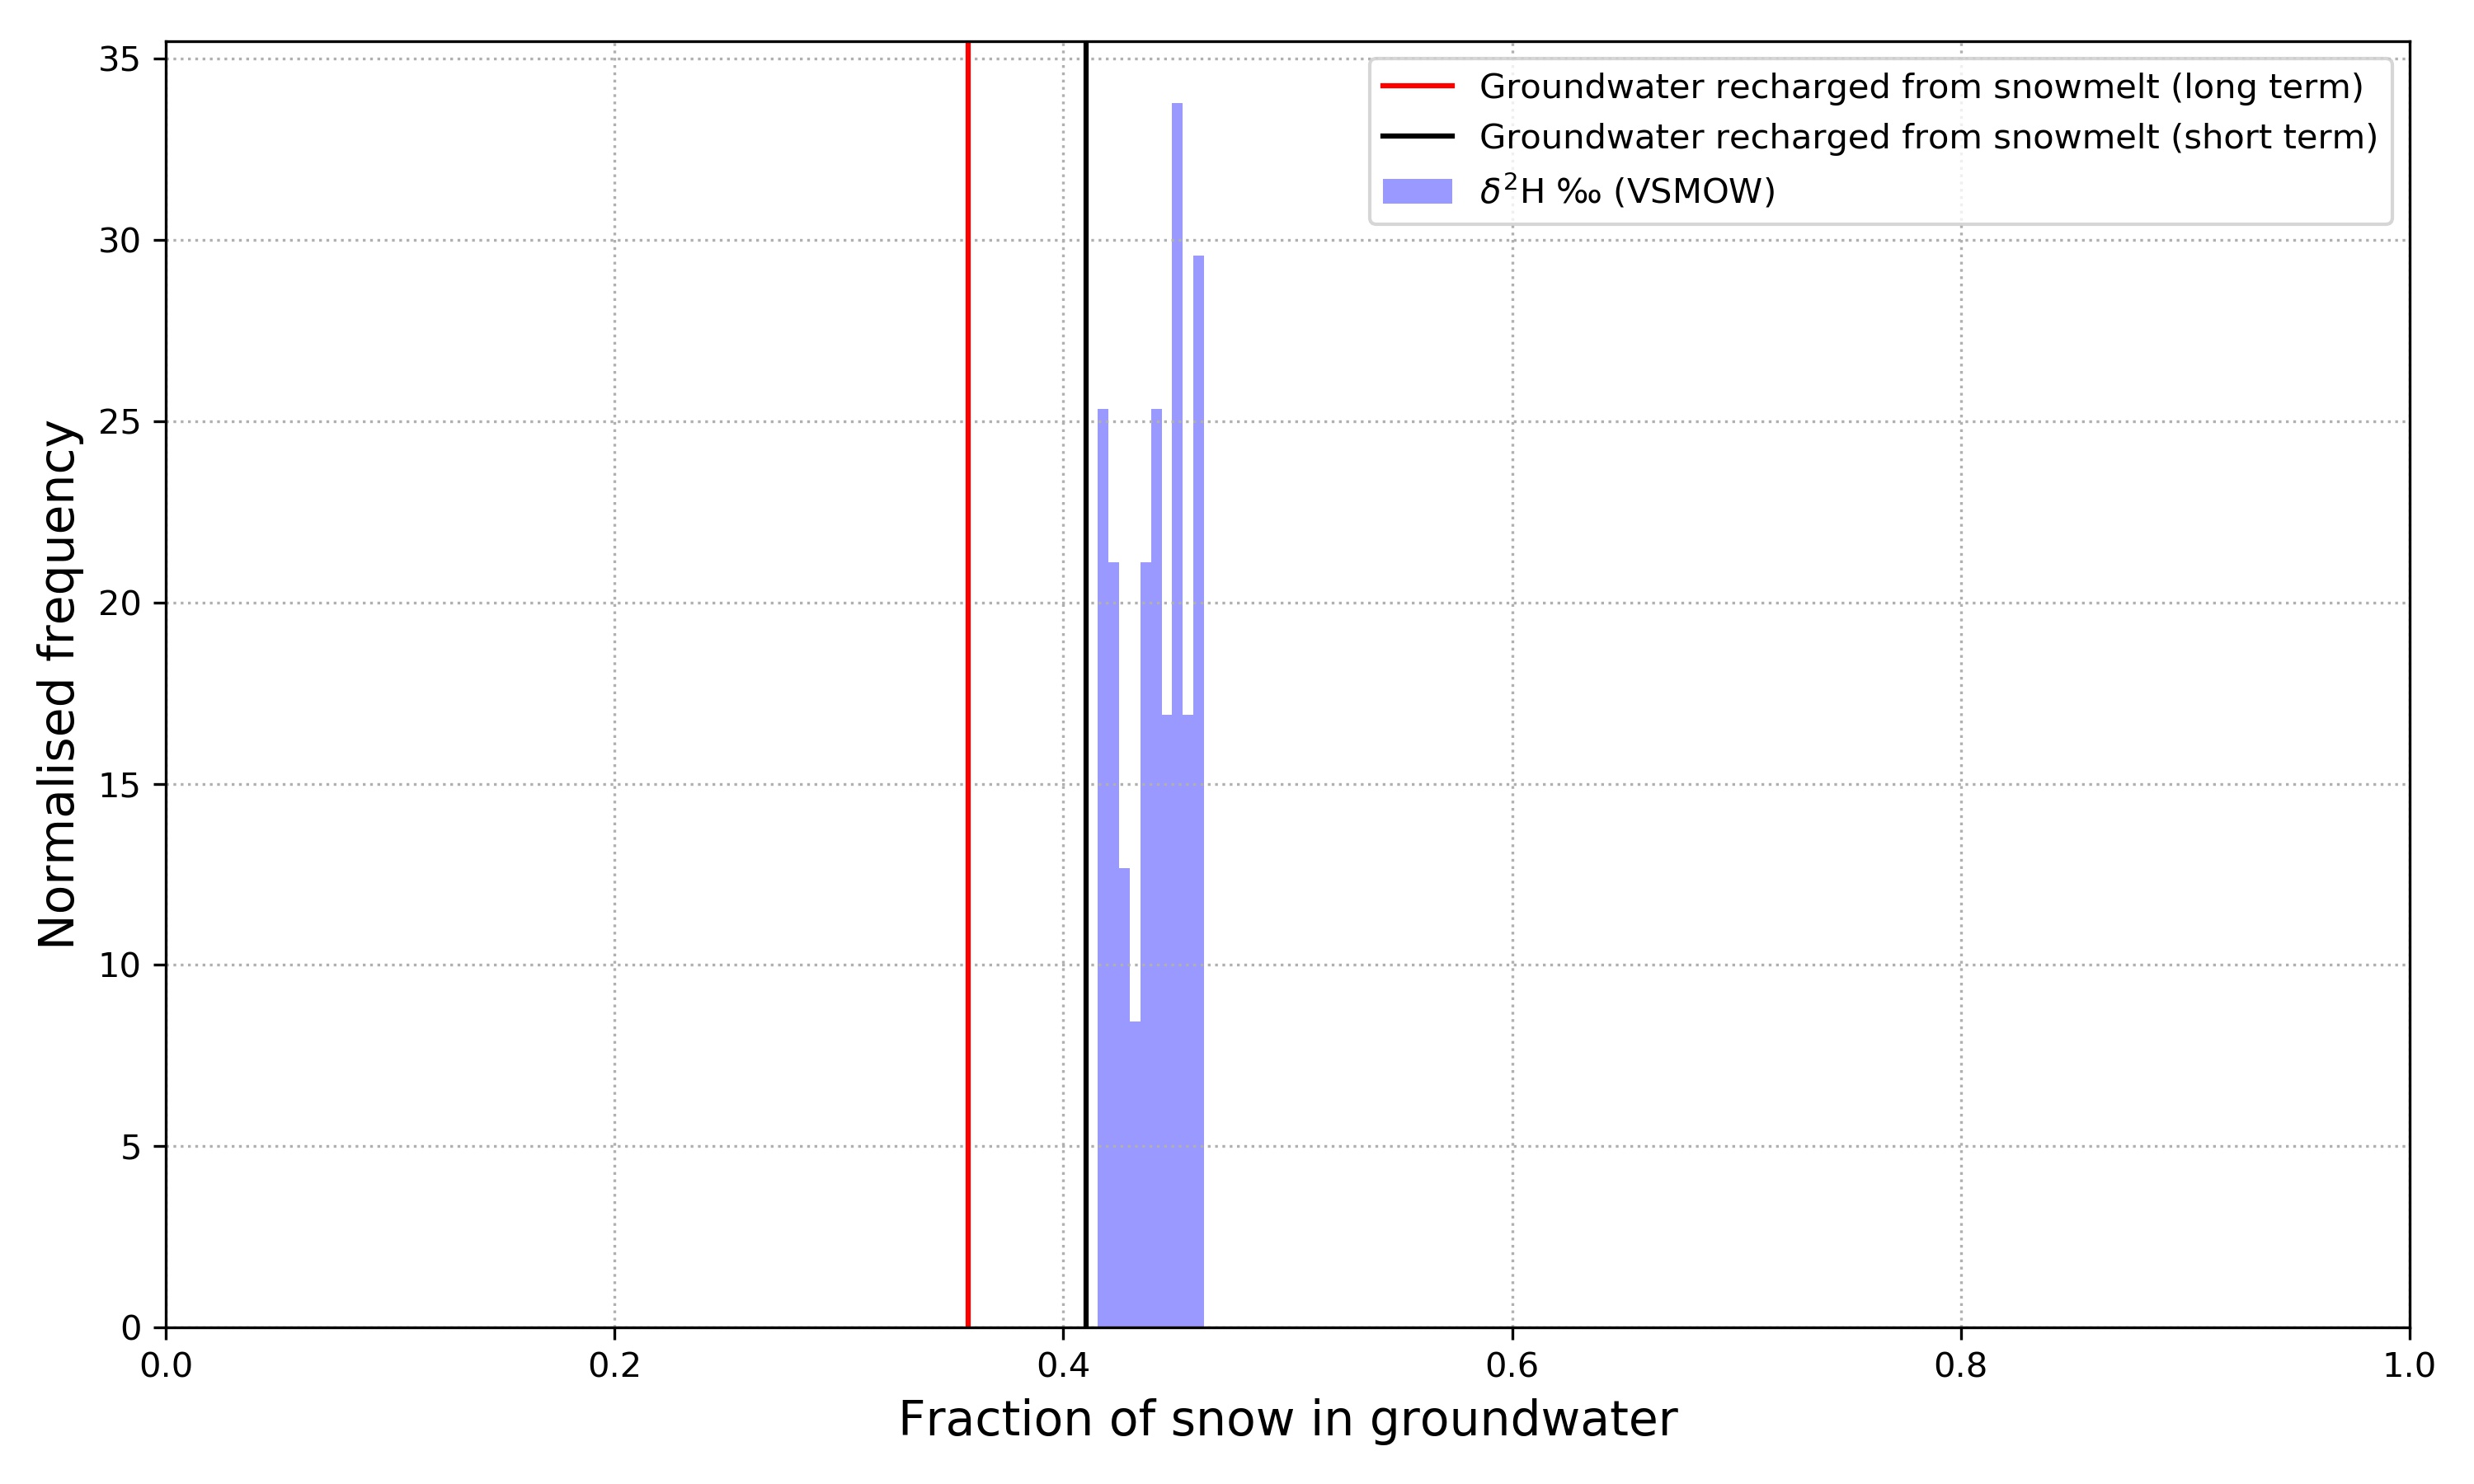 Groundwater recharged from snowmelt (long term)
Groundwater recharged from snowmelt (short term)
δ²H ‰ (VSMOW)
Normalised frequency
35
30
25
20
15
10
5
0
0.0 0.2 0.4 0.6 0.8 1.0
Fraction of snow in groundwater